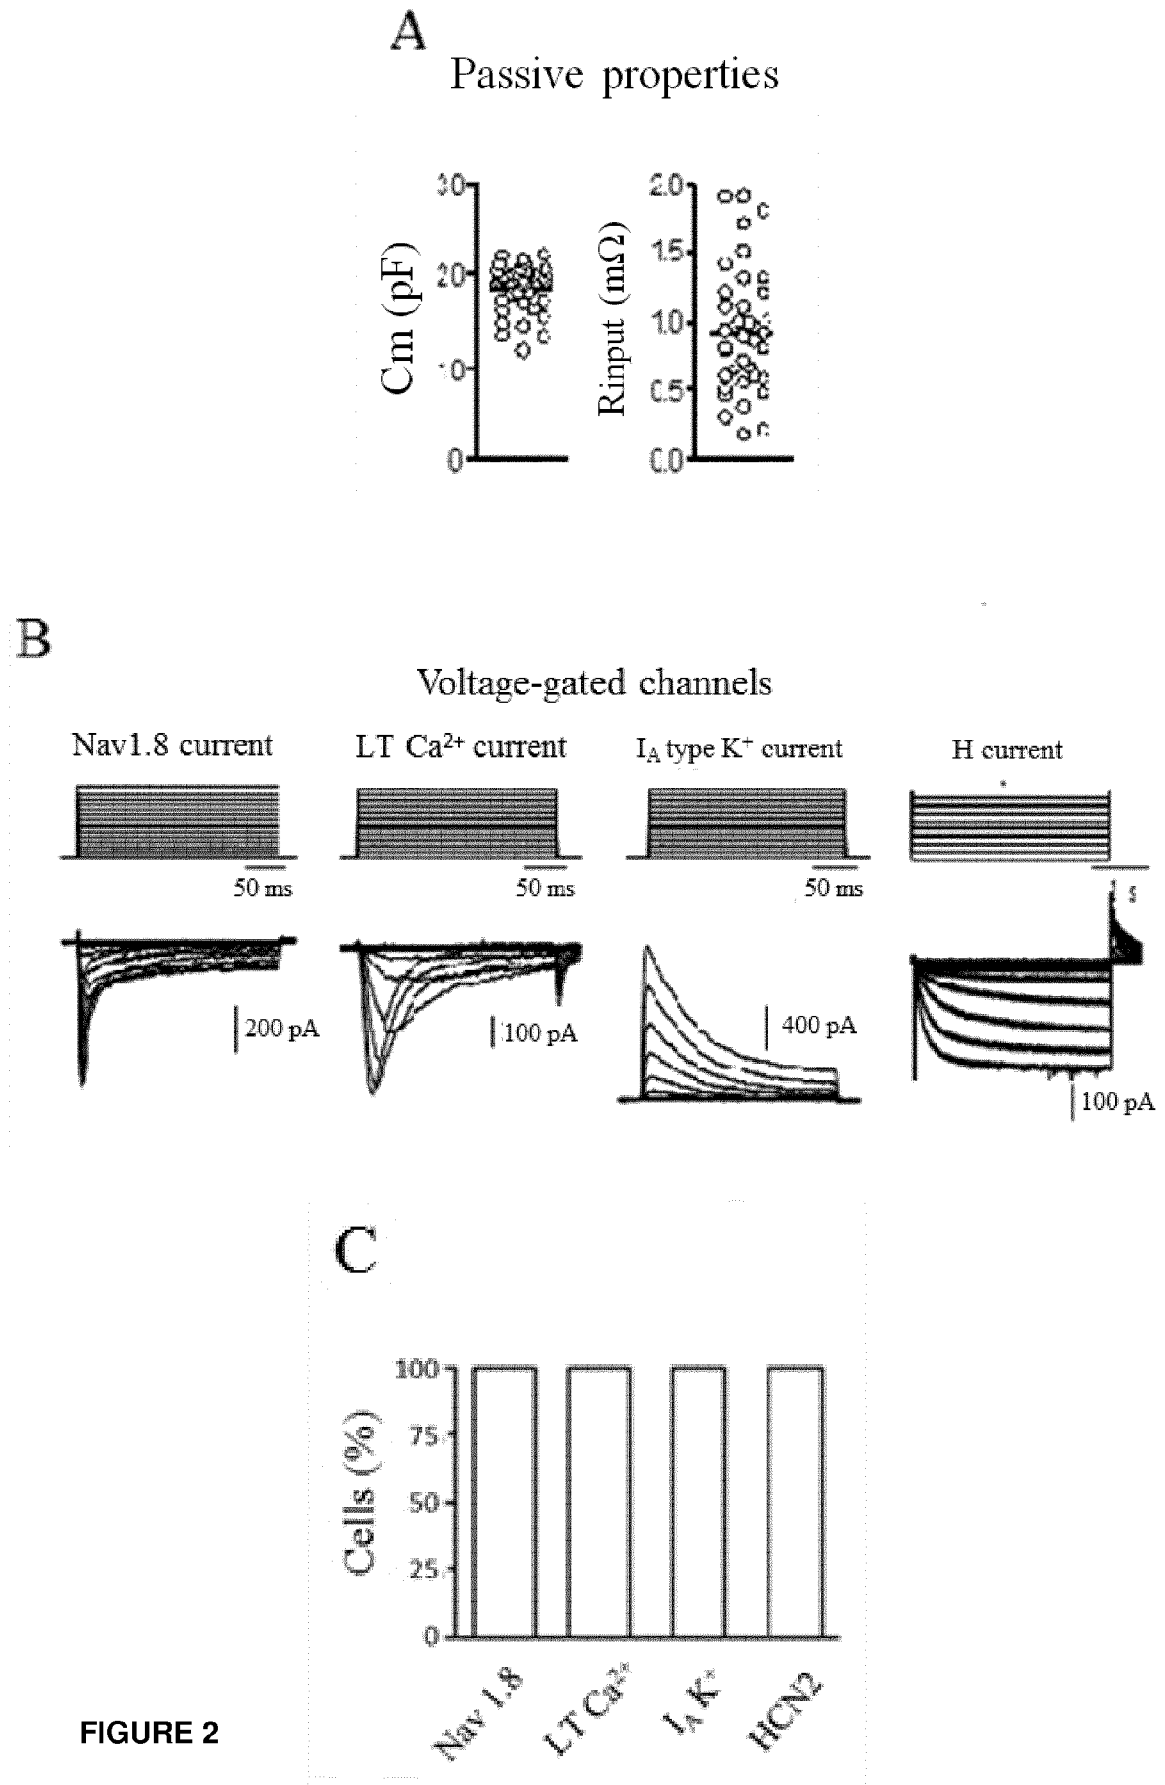 A
Passive properties
Cm (pF)
30
20
10
0
Rinput (mΩ)
2.0
1.5
1.0
0.5
0.0
B
Voltage-gated channels
Nav1.8 current
LT Ca²⁺ current
I_A type K⁺ current
H current
50 ms
50 ms
50 ms
1 s
200 pA
100 pA
400 pA
100 pA
C
Cells (%)
100
75
50
25
0
Nav 1.8
LT Ca²⁺
I_A K⁺
HCN2
FIGURE 2